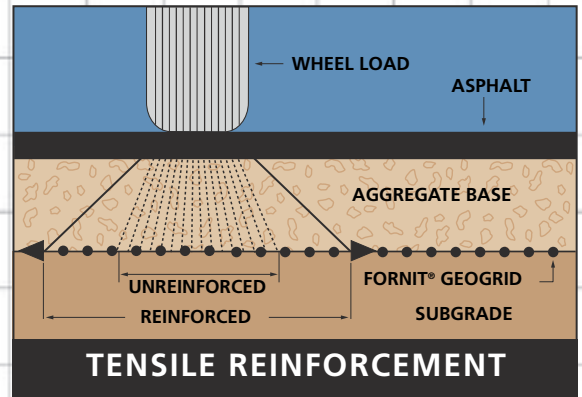 WHEEL LOAD
ASPHALT
AGGREGATE BASE
UNREINFORCED
FORNIT® GEOGRID
REINFORCED
SUBGRADE
TENSILE REINFORCEMENT